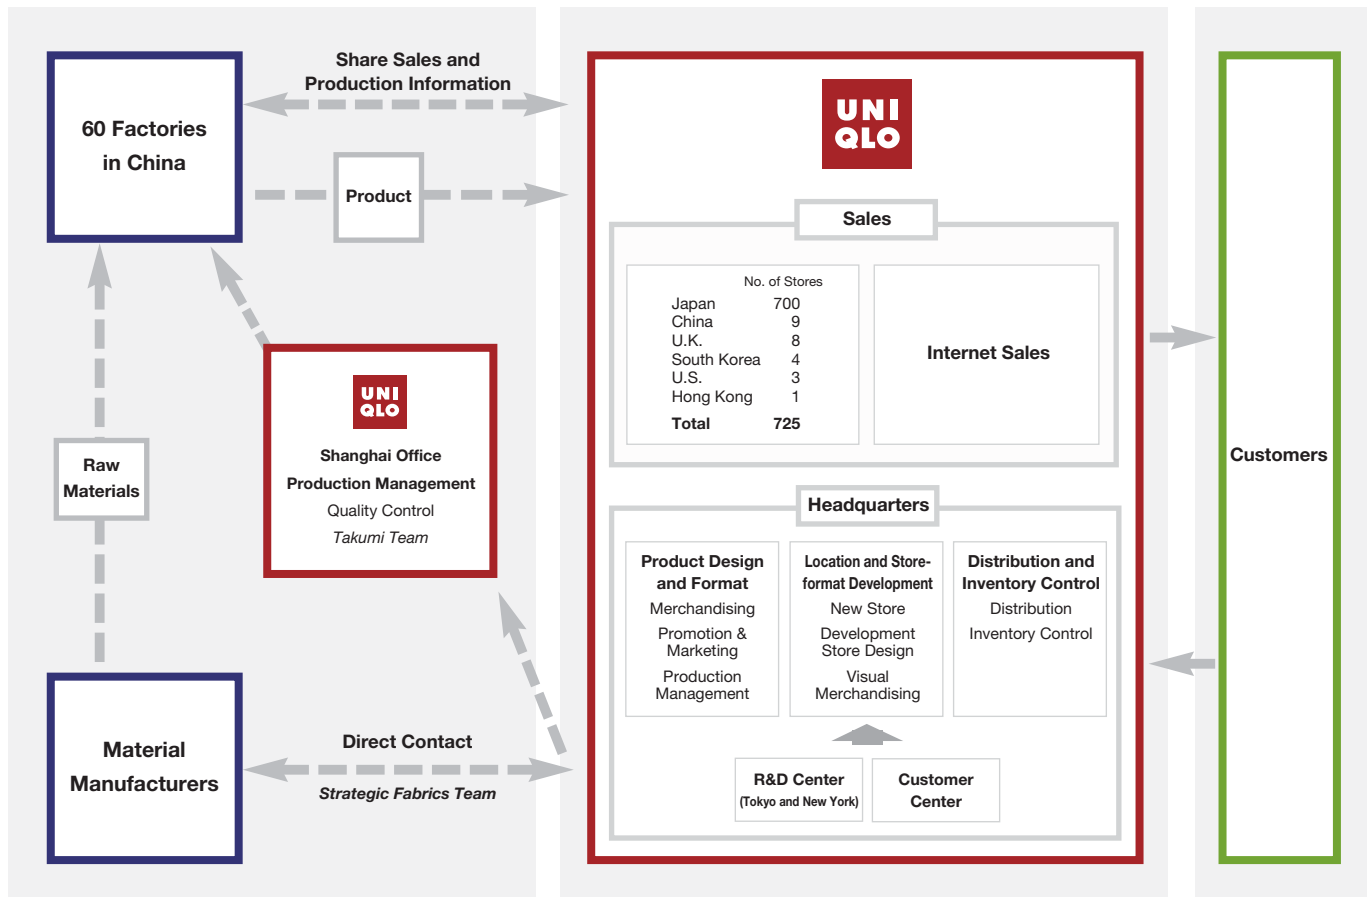 Share Sales and
Production Information
60 Factories
in China
Product
Raw
Materials
UNI
QLO
Shanghai Office
Production Management
Quality Control
Takumi Team
Material
Manufacturers
Direct Contact
Strategic Fabrics Team
UNI
QLO
Sales
No. of Stores
Japan 700
China 9
U.K. 8
South Korea 4
U.S. 3
Hong Kong 1
Total 725
Internet Sales
Headquarters
Product Design
and Format
Merchandising
Promotion &
Marketing
Production
Management
Location and Store-
format Development
New Store
Development
Store Design
Visual
Merchandising
Distribution and
Inventory Control
Distribution
Inventory Control
R&D Center
(Tokyo and New York)
Customer
Center
Customers